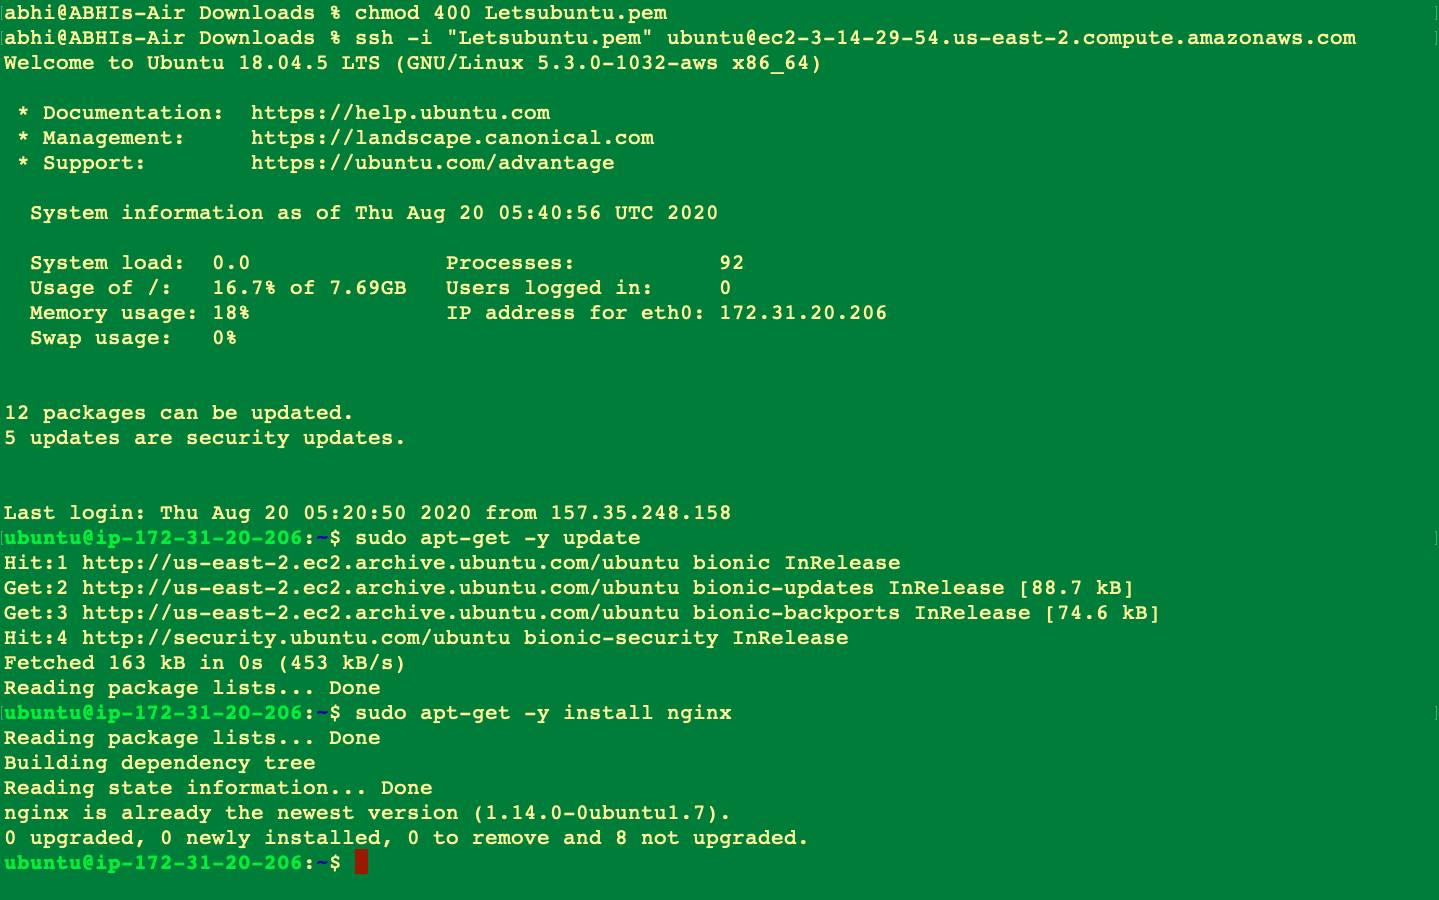 abhi@ABHIs-Air Downloads % chmod 400 Letsubuntu.pem
abhi@ABHIs-Air Downloads % ssh -i "Letsubuntu.pem" ubuntu@ec2-3-14-29-54.us-east-2.compute.amazonaws.com
Welcome to Ubuntu 18.04.5 LTS (GNU/Linux 5.3.0-1032-aws x86_64)

 * Documentation:  https://help.ubuntu.com
 * Management:     https://landscape.canonical.com
 * Support:        https://ubuntu.com/advantage

  System information as of Thu Aug 20 05:40:56 UTC 2020

  System load:  0.0               Processes:           92
  Usage of /:   16.7% of 7.69GB   Users logged in:     0
  Memory usage: 18%               IP address for eth0: 172.31.20.206
  Swap usage:   0%

12 packages can be updated.
5 updates are security updates.

Last login: Thu Aug 20 05:20:50 2020 from 157.35.248.158
ubuntu@ip-172-31-20-206:~$ sudo apt-get -y update
Hit:1 http://us-east-2.ec2.archive.ubuntu.com/ubuntu bionic InRelease
Get:2 http://us-east-2.ec2.archive.ubuntu.com/ubuntu bionic-updates InRelease [88.7 kB]
Get:3 http://us-east-2.ec2.archive.ubuntu.com/ubuntu bionic-backports InRelease [74.6 kB]
Hit:4 http://security.ubuntu.com/ubuntu bionic-security InRelease
Fetched 163 kB in 0s (453 kB/s)
Reading package lists... Done
ubuntu@ip-172-31-20-206:~$ sudo apt-get -y install nginx
Reading package lists... Done
Building dependency tree
Reading state information... Done
nginx is already the newest version (1.14.0-0ubuntu1.7).
0 upgraded, 0 newly installed, 0 to remove and 8 not upgraded.
ubuntu@ip-172-31-20-206:~$